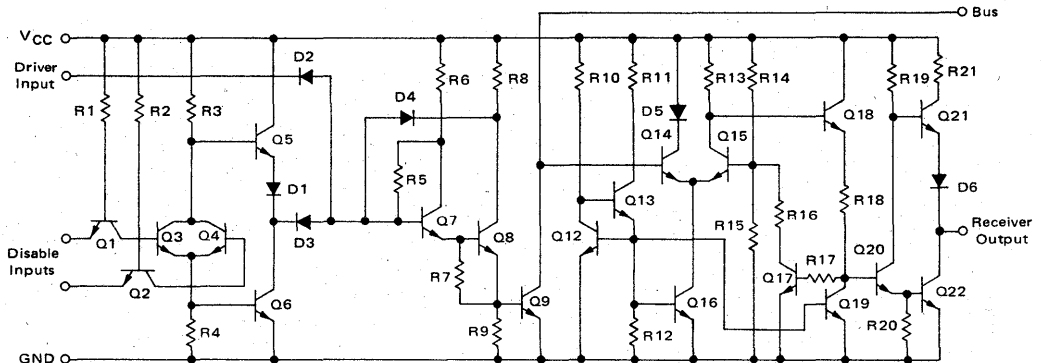 Bus
VCC
Driver Input
D2
R1
R2
R3
R6
R8
R10
R11
R13
R14
R19
R21
D4
D5
Q5
Q14
Q15
Q18
Q21
R5
D1
Q13
R16
R18
D6
Disable Inputs
Q1
Q3
Q4
D3
Q7
Q8
Q12
R15
Receiver Output
Q2
R7
Q17
R17
Q20
Q6
Q9
Q16
Q19
Q22
R4
R9
R12
R20
GND